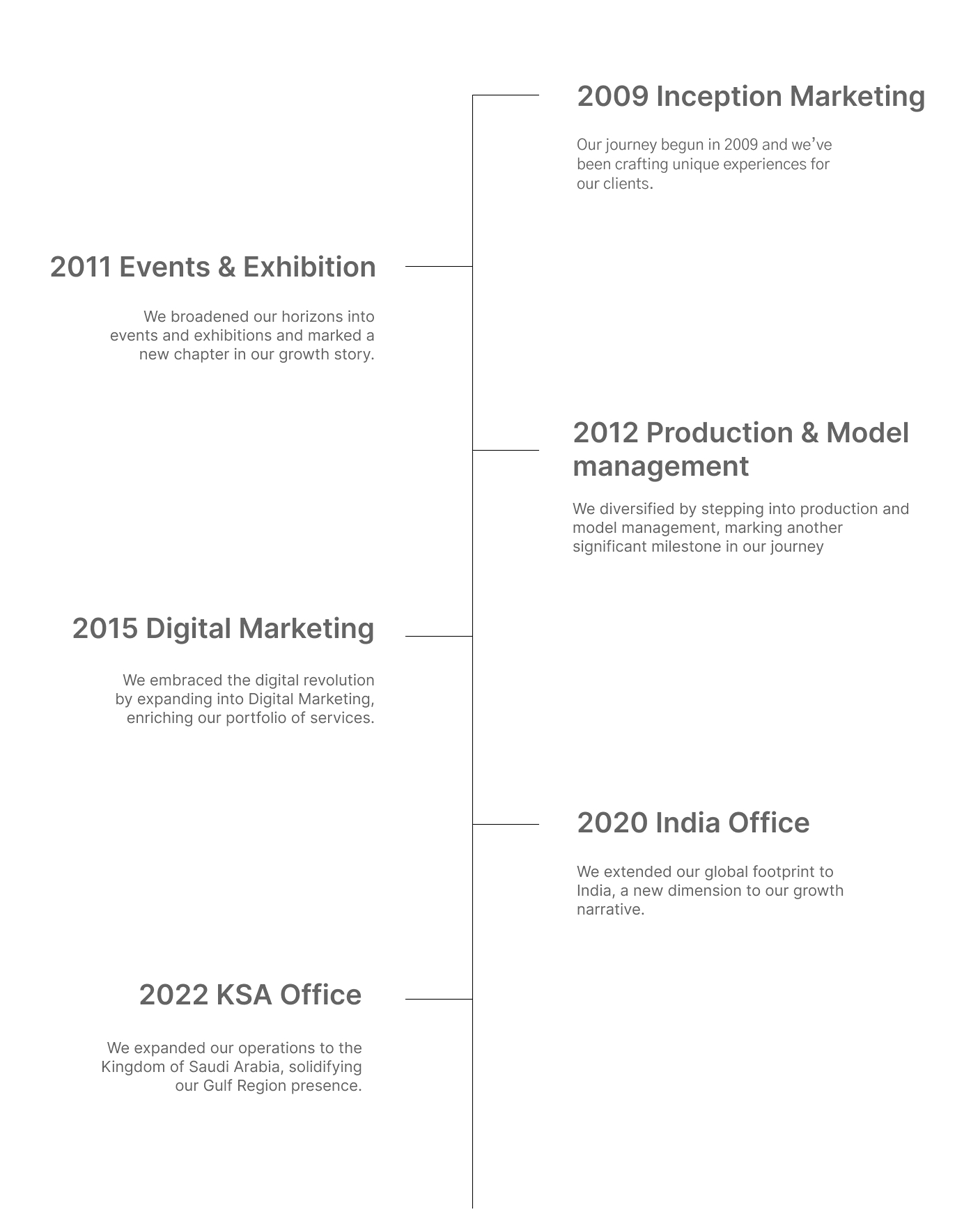 2009 Inception Marketing
Our journey begun in 2009 and we've
been crafting unique experiences for
our clients.
2011 Events & Exhibition
We broadened our horizons into
events and exhibitions and marked a
new chapter in our growth story.
2012 Production & Model
management
We diversified by stepping into production and
model management, marking another
significant milestone in our journey
2015 Digital Marketing
We embraced the digital revolution
by expanding into Digital Marketing,
enriching our portfolio of services.
2020 India Office
We extended our global footprint to
India, a new dimension to our growth
narrative.
2022 KSA Office
We expanded our operations to the
Kingdom of Saudi Arabia, solidifying
our Gulf Region presence.